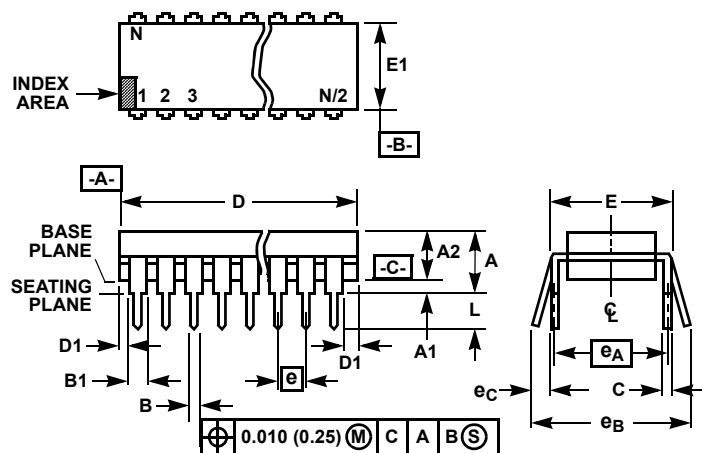 N
E1
INDEX
AREA
1 2 3 N/2
-B-
-A-
D
E
BASE
PLANE
A2
A
-C-
SEATING
PLANE
L
CL
D1
A1
D1
eA
B1
e
eC
C
B
eB
0.010 (0.25) M C A B S